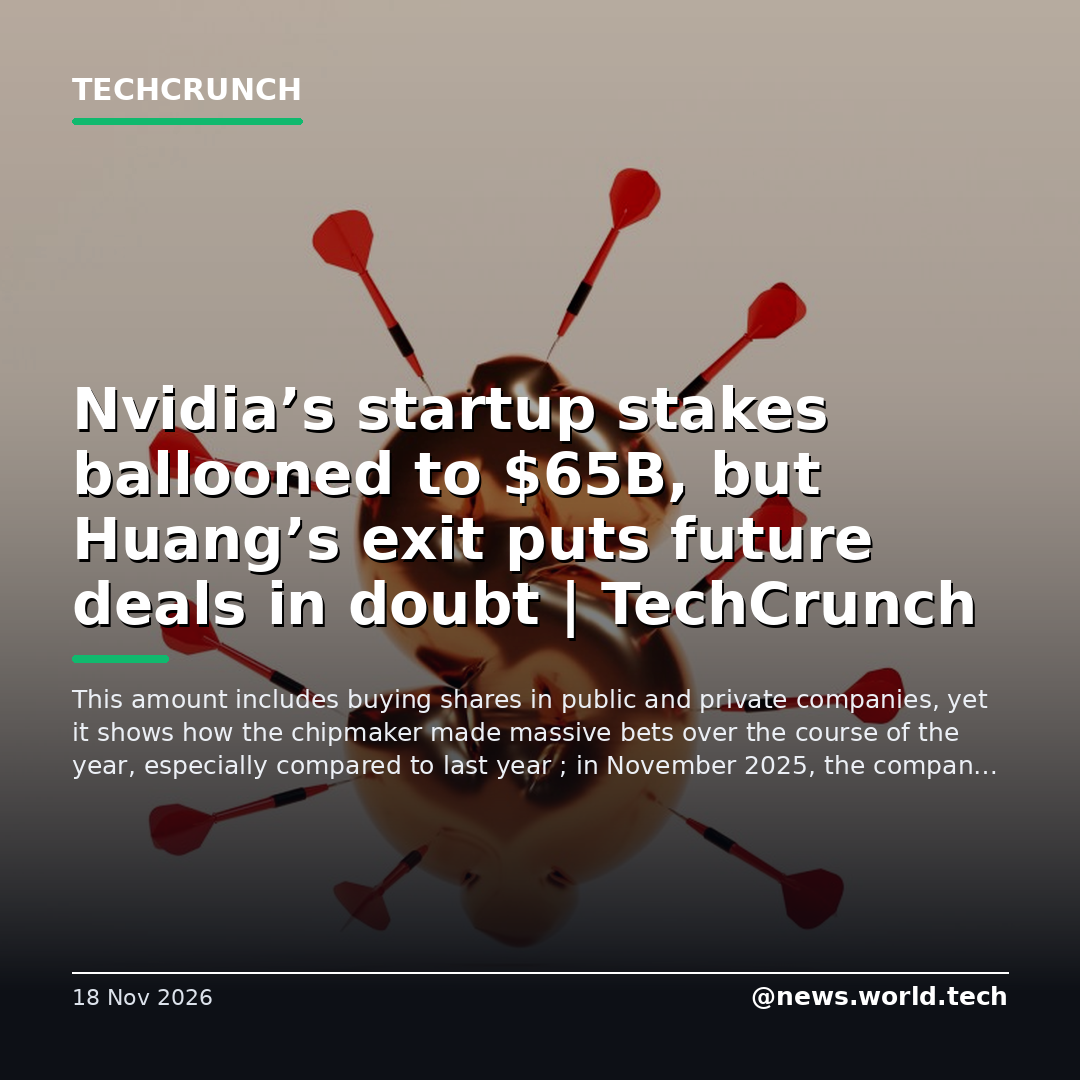 TECHCRUNCH
Nvidia’s startup stakes
ballooned to $65B, but
Huang’s exit puts future
deals in doubt | TechCrunch
This amount includes buying shares in public and private companies, yet
it shows how the chipmaker made massive bets over the course of the
year, especially compared to last year ; in November 2025, the compan…
18 Nov 2026
@news.world.tech